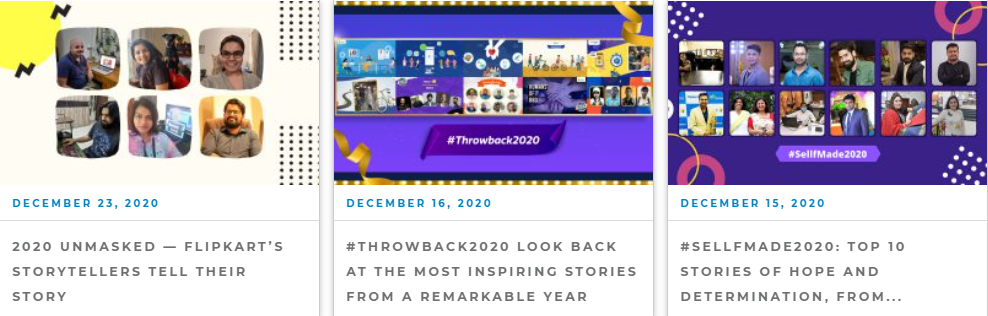 DECEMBER 23, 2020
2020 UNMASKED — FLIPKART'S
STORYTELLERS TELL THEIR
STORY
#Throwback2020
DECEMBER 16, 2020
#THROWBACK2020 LOOK BACK
AT THE MOST INSPIRING STORIES
FROM A REMARKABLE YEAR
#SellfMade2020
DECEMBER 15, 2020
#SELLFMADE2020: TOP 10
STORIES OF HOPE AND
DETERMINATION, FROM...